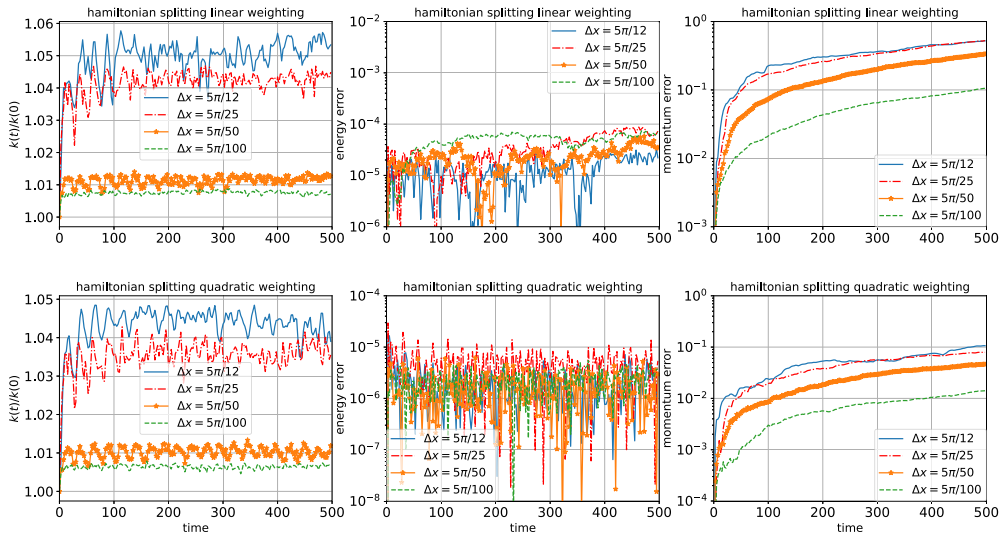 hamiltonian splitting linear weighting
k(t)/k(0)
1.06
1.05
1.04
1.03
1.02
1.01
1.00
Δx = 5π/12
Δx = 5π/25
Δx = 5π/50
Δx = 5π/100
0 100 200 300 400 500
hamiltonian splitting linear weighting
energy error
10⁻²
10⁻³
10⁻⁴
10⁻⁵
10⁻⁶
Δx = 5π/12
Δx = 5π/25
Δx = 5π/50
Δx = 5π/100
0 100 200 300 400 500
hamiltonian splitting linear weighting
momentum error
10⁰
10⁻¹
10⁻²
10⁻³
Δx = 5π/12
Δx = 5π/25
Δx = 5π/50
Δx = 5π/100
0 100 200 300 400 500
hamiltonian splitting quadratic weighting
k(t)/k(0)
1.05
1.04
1.03
1.02
1.01
1.00
Δx = 5π/12
Δx = 5π/25
Δx = 5π/50
Δx = 5π/100
0 100 200 300 400 500
time
hamiltonian splitting quadratic weighting
energy error
10⁻⁴
10⁻⁵
10⁻⁶
10⁻⁷
10⁻⁸
Δx = 5π/12
Δx = 5π/25
Δx = 5π/50
Δx = 5π/100
0 100 200 300 400 500
time
hamiltonian splitting quadratic weighting
momentum error
10⁰
10⁻¹
10⁻²
10⁻³
10⁻⁴
Δx = 5π/12
Δx = 5π/25
Δx = 5π/50
Δx = 5π/100
0 100 200 300 400 500
time